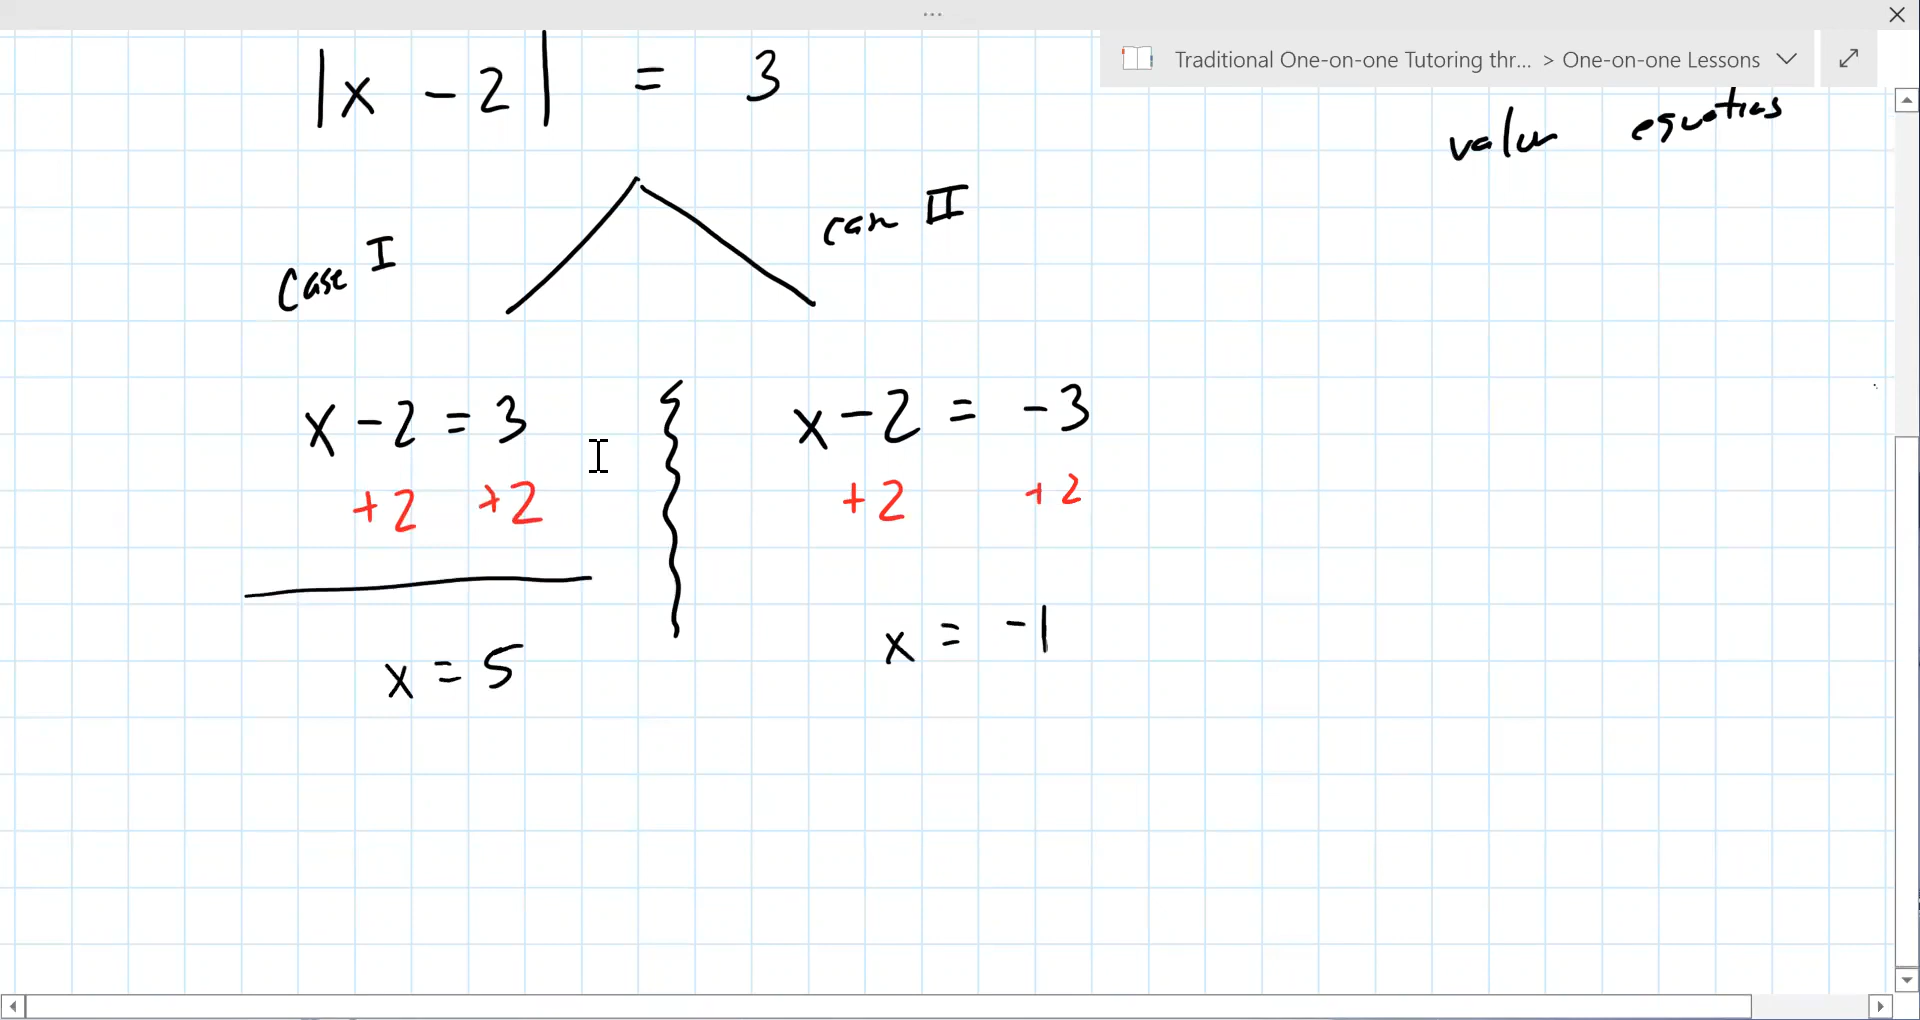 ...
Traditional One-on-one Tutoring thr... > One-on-one Lessons
|x - 2| = 3
value equations
Case I
case II
x - 2 = 3
x - 2 = -3
+2 +2
+2 +2
x = 5
x = -1